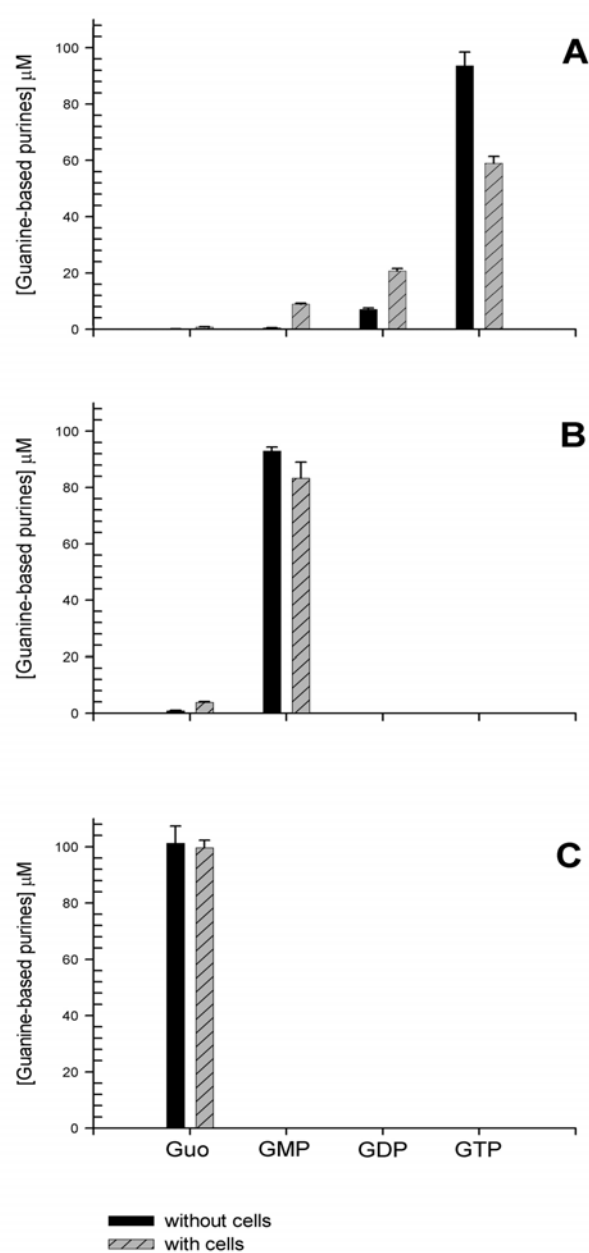 A
[Guanine-based purines] μM
100
80
60
40
20
0
B
[Guanine-based purines] μM
100
80
60
40
20
0
C
[Guanine-based purines] μM
100
80
60
40
20
0
Guo GMP GDP GTP
without cells
with cells